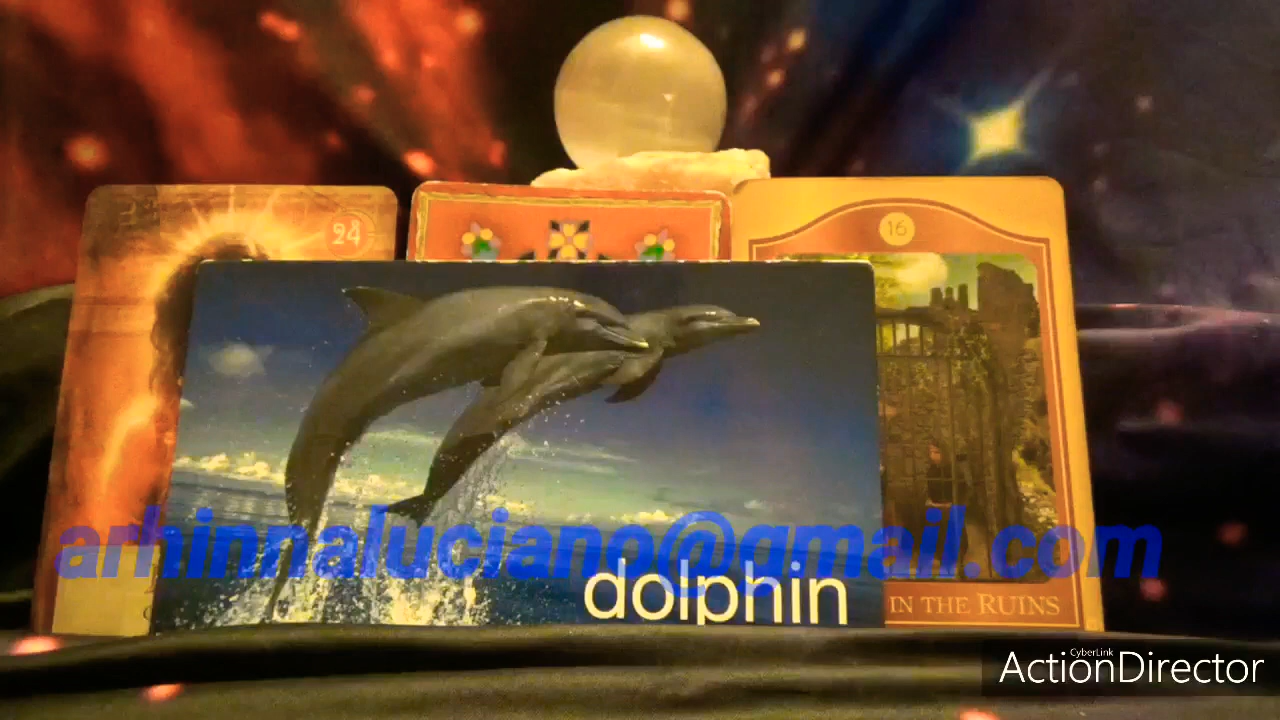 24
16
arhinnaluciano@gmail.com
dolphin
IN THE RUINS
CyberLink
ActionDirector